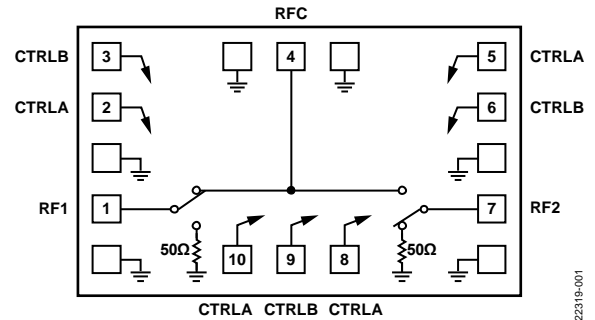 RFC
CTRLB 3 4 5 CTRLA
CTRLA 2 6 CTRLB
RF1 1 7 RF2
50Ω 10 9 8 50Ω
CTRLA CTRLB CTRLA
22319-001